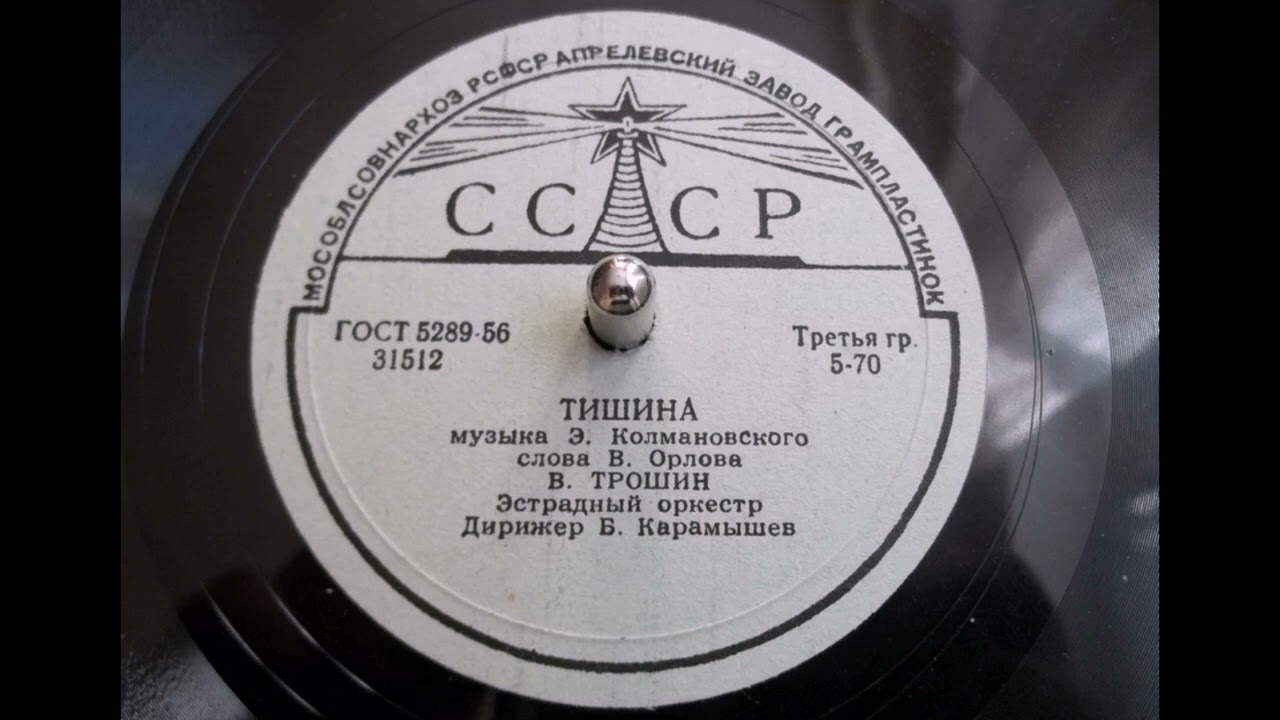 МОСОБЛСОВНАРХОЗ РСФСР АПРЕЛЕВСКИЙ ЗАВОД ГРАМПЛАСТИНОК
СССР
ГОСТ 5289-56
31512
Третья гр.
5-70
ТИШИНА
музыка Э. Колмановского
слова В. Орлова
В. ТРОШИН
Эстрадный оркестр
Дирижер Б. Карамышев